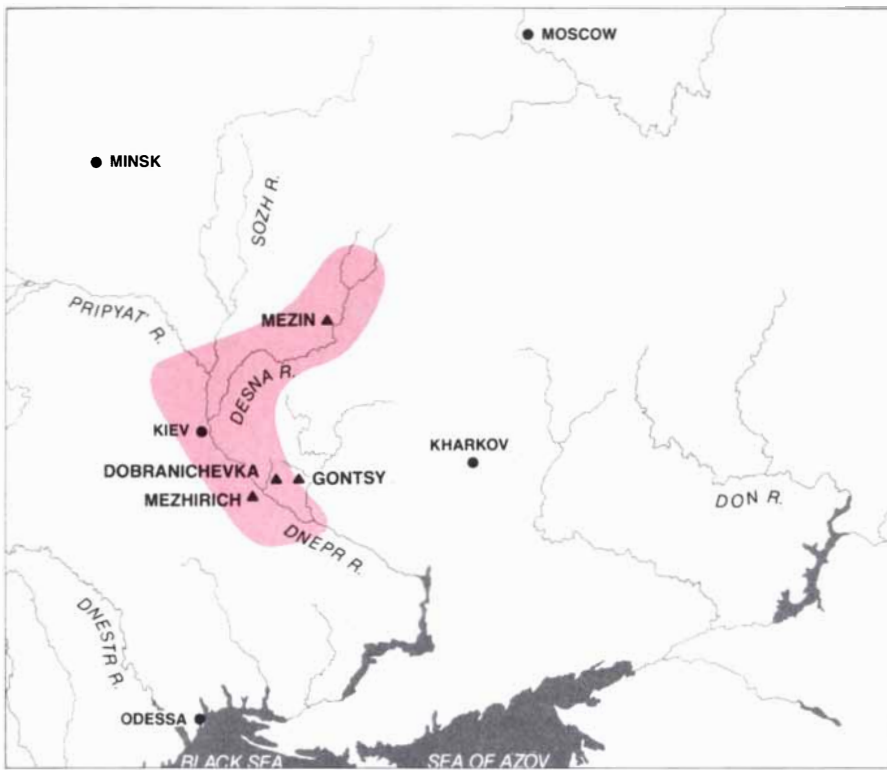 MOSCOW
MINSK
SOZH R.
PRIPYAT R.
MEZIN
DESNA R.
KIEV
KHARKOV
DOBRANICHEVKA
GONTSY
MEZHIRICH
DON R.
DNEPR R.
DNESTR R.
ODESSA
BLACK SEA
SEA OF AZOV